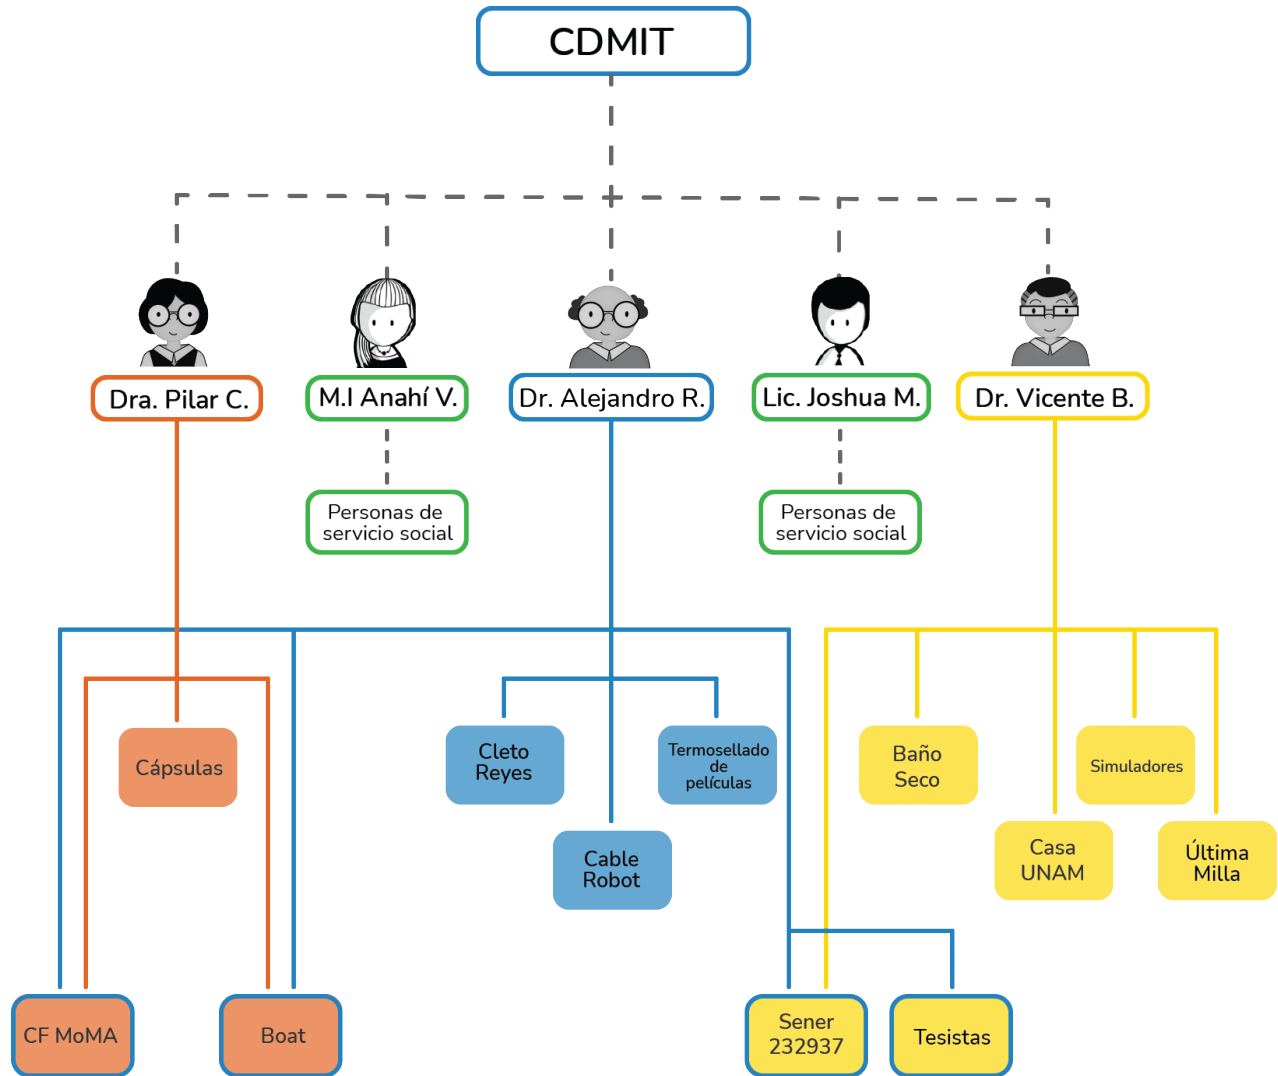 CDMIT
Dra. Pilar C.
M.I Anahí V.
Dr. Alejandro R.
Lic. Joshua M.
Dr. Vicente B.
Personas de
servicio social
Personas de
servicio social
Cápsulas
Cleto
Reyes
Termosellado
de
películas
Baño
Seco
Simuladores
Cable
Robot
Casa
UNAM
Última
Milla
CF MoMA
Boat
Sener
232937
Tesistas